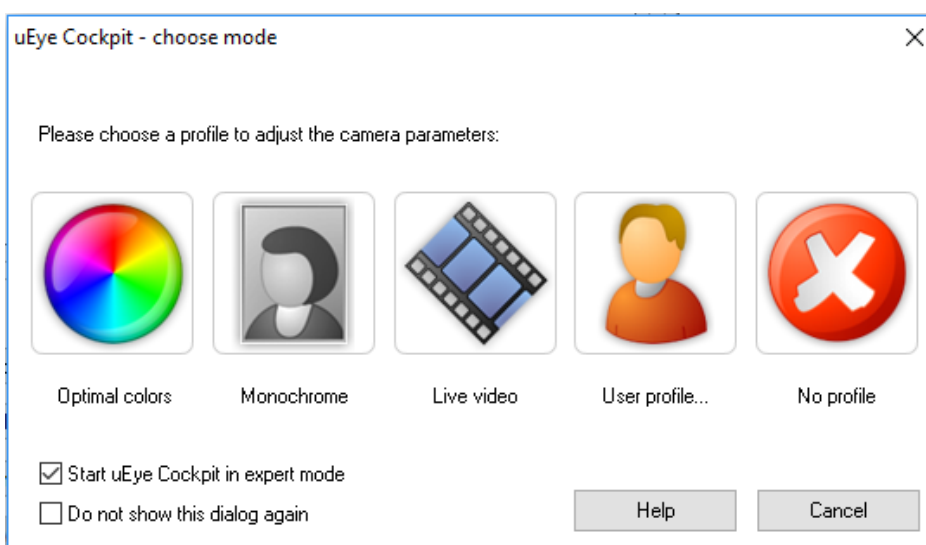 uEye Cockpit - choose mode
Please choose a profile to adjust the camera parameters:
Optimal colors
Monochrome
Live video
User profile...
No profile
Start uEye Cockpit in expert mode
Do not show this dialog again
Help
Cancel